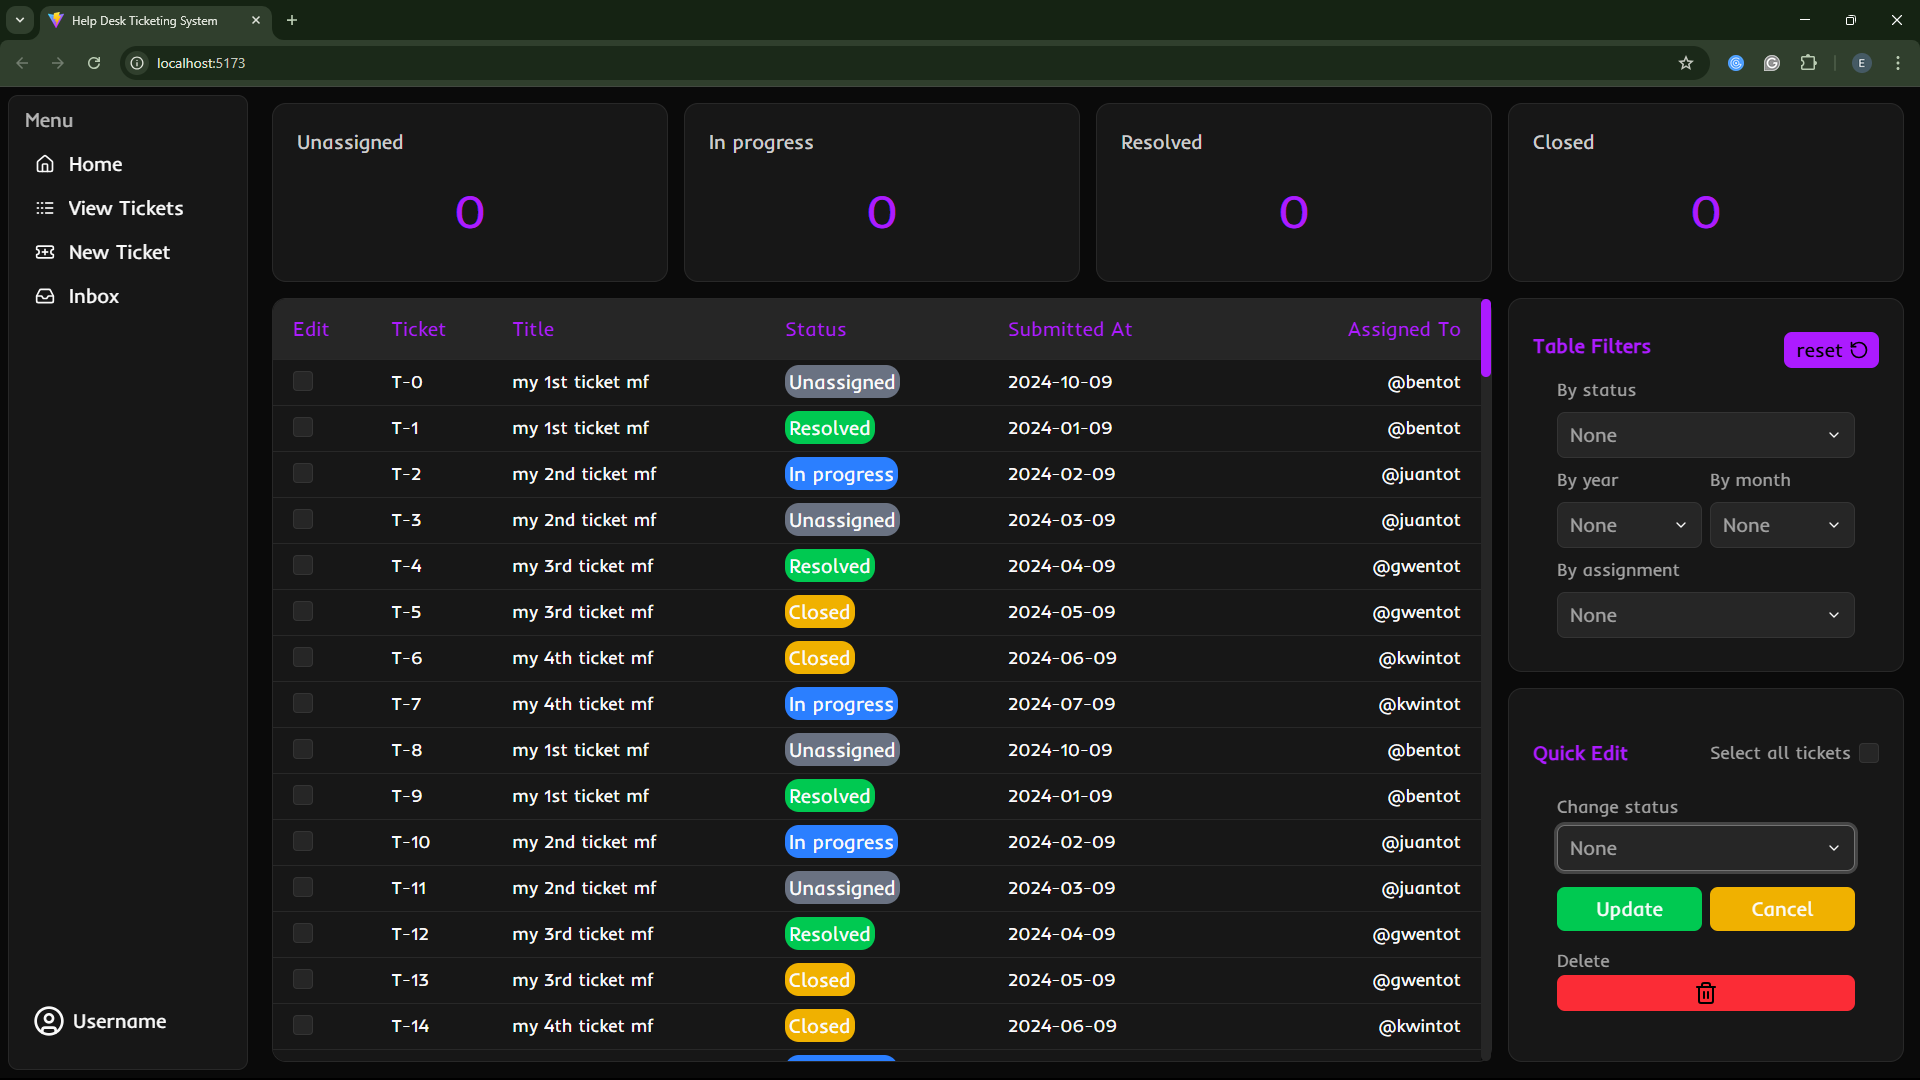 Help Desk Ticketing System
localhost:5173
E
Menu
Home
View Tickets
New Ticket
Inbox
Username
Unassigned
0
In progress
0
Resolved
0
Closed
0
Edit Ticket Title Status Submitted At Assigned To
T-0 my 1st ticket mf Unassigned 2024-10-09 @bentot
T-1 my 1st ticket mf Resolved 2024-01-09 @bentot
T-2 my 2nd ticket mf In progress 2024-02-09 @juantot
T-3 my 2nd ticket mf Unassigned 2024-03-09 @juantot
T-4 my 3rd ticket mf Resolved 2024-04-09 @gwentot
T-5 my 3rd ticket mf Closed 2024-05-09 @gwentot
T-6 my 4th ticket mf Closed 2024-06-09 @kwintot
T-7 my 4th ticket mf In progress 2024-07-09 @kwintot
T-8 my 1st ticket mf Unassigned 2024-10-09 @bentot
T-9 my 1st ticket mf Resolved 2024-01-09 @bentot
T-10 my 2nd ticket mf In progress 2024-02-09 @juantot
T-11 my 2nd ticket mf Unassigned 2024-03-09 @juantot
T-12 my 3rd ticket mf Resolved 2024-04-09 @gwentot
T-13 my 3rd ticket mf Closed 2024-05-09 @gwentot
T-14 my 4th ticket mf Closed 2024-06-09 @kwintot
Table Filters reset
By status
None
By year By month
None None
By assignment
None
Quick Edit Select all tickets
Change status
None
Update Cancel
Delete